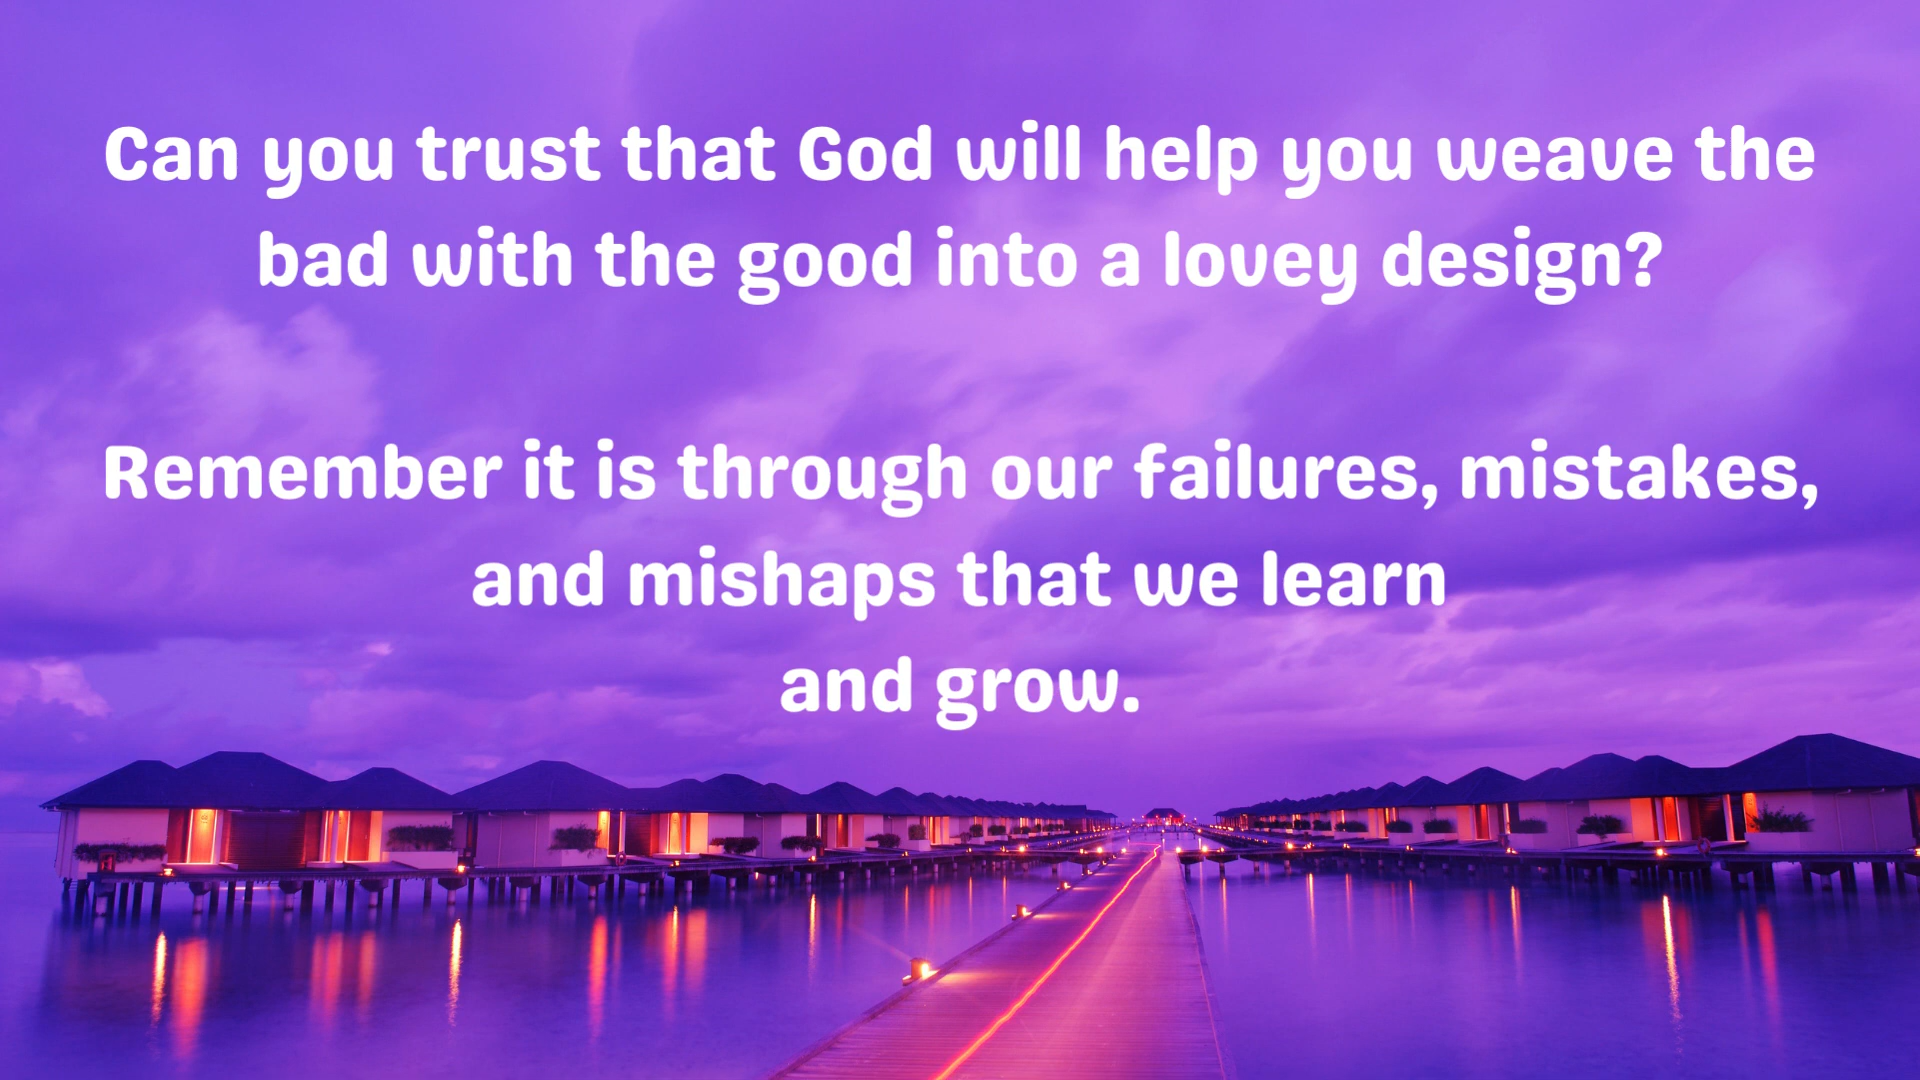 Can you trust that God will help you weave the
bad with the good into a lovey design?
Remember it is through our failures, mistakes,
and mishaps that we learn
and grow.